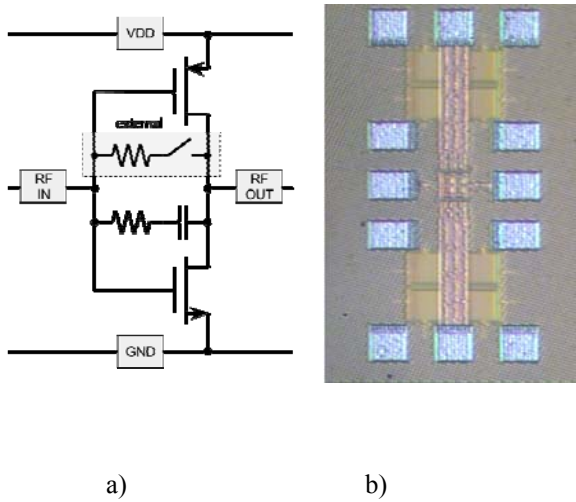 VDD
external
RF
IN
RF
OUT
GND
a)
b)